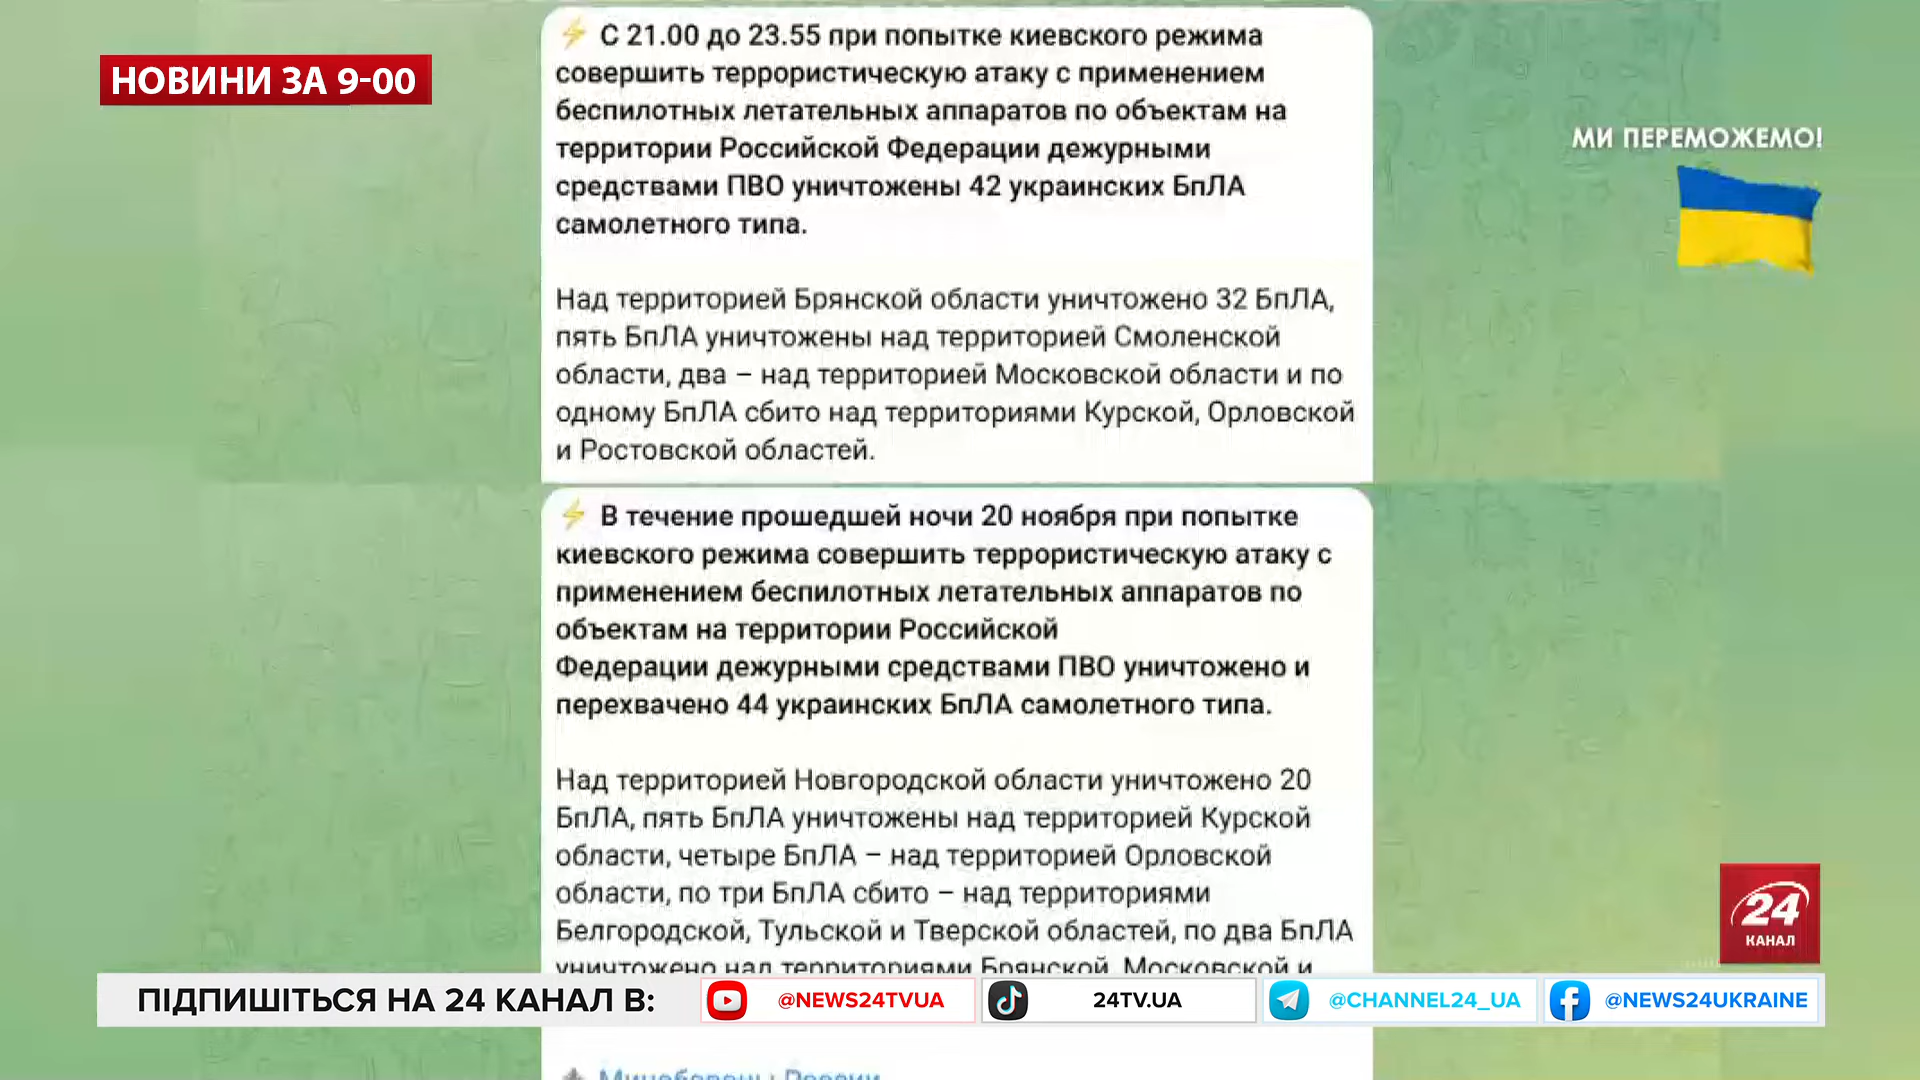 НОВИНИ ЗА 9-00
МИ ПЕРЕМОЖЕМО!
С 21.00 до 23.55 при попытке киевского режима
совершить террористическую атаку с применением
беспилотных летательных аппаратов по объектам на
территории Российской Федерации дежурными
средствами ПВО уничтожены 42 украинских БпЛА
самолетного типа.
Над территорией Брянской области уничтожено 32 БпЛА,
пять БпЛА уничтожены над территорией Смоленской
области, два – над территорией Московской области и по
одному БпЛА сбито над территориями Курской, Орловской
и Ростовской областей.
В течение прошедшей ночи 20 ноября при попытке
киевского режима совершить террористическую атаку с
применением беспилотных летательных аппаратов по
объектам на территории Российской
Федерации дежурными средствами ПВО уничтожено и
перехвачено 44 украинских БпЛА самолетного типа.
Над территорией Новгородской области уничтожено 20
БпЛА, пять БпЛА уничтожены над территорией Курской
области, четыре БпЛА – над территорией Орловской
области, по три БпЛА сбито – над территориями
Белгородской, Тульской и Тверской областей, по два БпЛА
уничтожено над территориями Брянской, Московской и
24
КАНАЛ
ПІДПИШІТЬСЯ НА 24 КАНАЛ В:
@NEWS24TVUA
24TV.UA
@CHANNEL24_UA
@NEWS24UKRAINE
Минобороны России